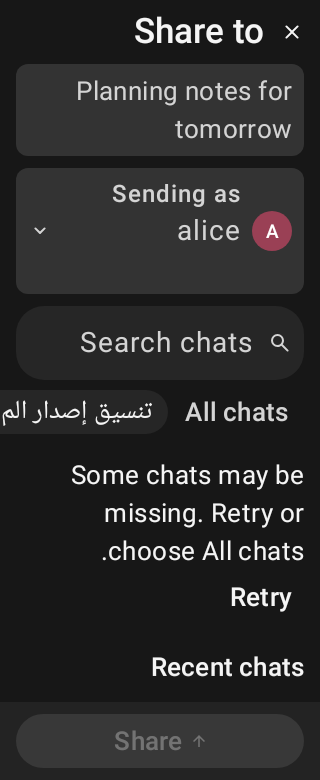 Share to
Planning notes for
tomorrow
Sending as
alice
A
Search chats
All chats
تنسيق إصدار الم
Some chats may be
missing. Retry or
choose All chats.
Retry
Recent chats
Share